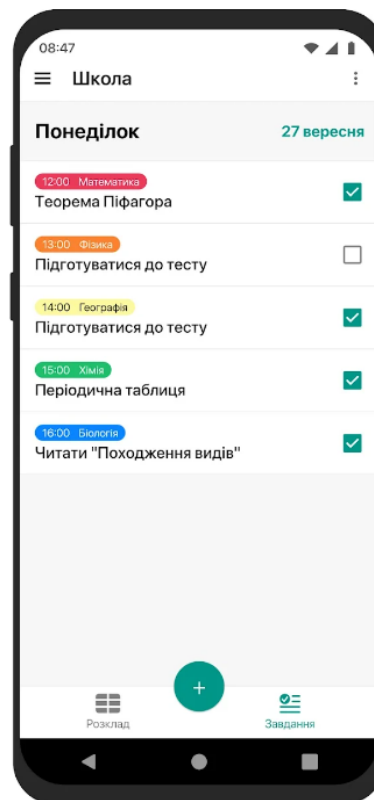 08:47
Школа
Понеділок 27 вересня
12:00 Математика
Теорема Піфагора
13:00 Фізика
Підготуватися до тесту
14:00 Географія
Підготуватися до тесту
15:00 Хімія
Періодична таблиця
16:00 Біологія
Читати "Походження видів"
Розклад Завдання